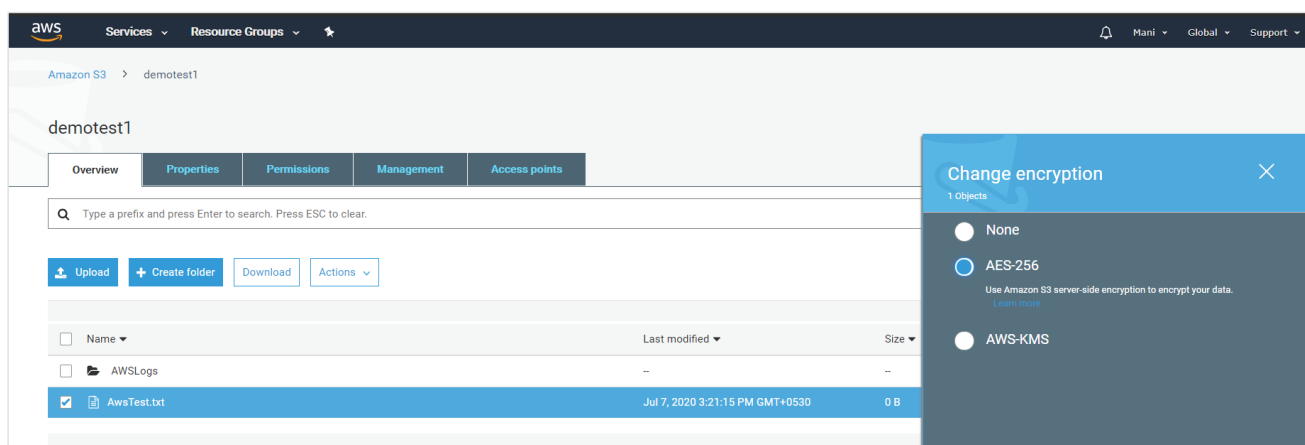 aws Services Resource Groups Mani Global Support
Amazon S3 > demotest1
demotest1
Overview Properties Permissions Management Access points
Type a prefix and press Enter to search. Press ESC to clear.
Upload + Create folder Download Actions
Name Last modified Size
AWSLogs -- --
AwsTest.txt Jul 7, 2020 3:21:15 PM GMT+0530 0 B
Change encryption
1 Objects
None
AES-256
Use Amazon S3 server-side encryption to encrypt your data.
Learn more
AWS-KMS